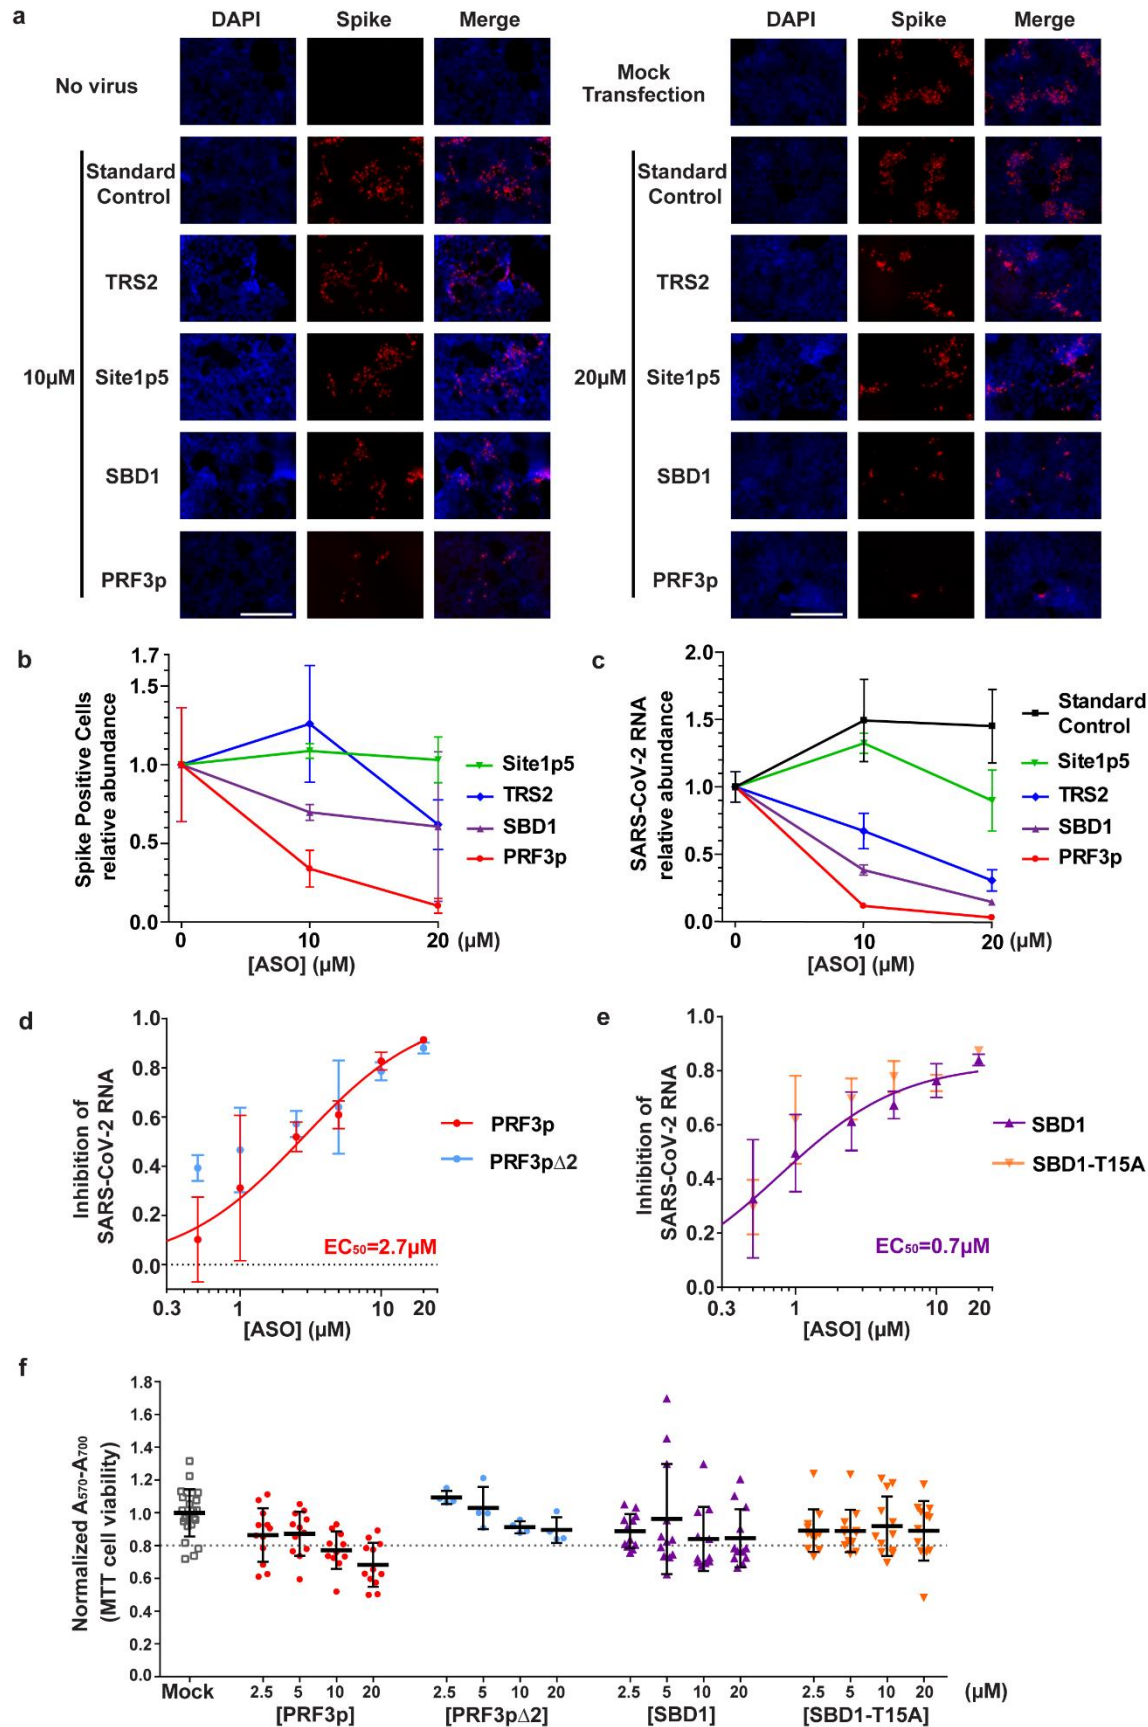 a
DAPI Spike Merge
DAPI Spike Merge
No virus
Mock
Transfection
10µM
Standard
Control
TRS2
Site1p5
SBD1
PRF3p
20µM
Standard
Control
TRS2
Site1p5
SBD1
PRF3p
b
Spike Positive Cells
relative abundance
1.7
1.5
1.0
0.5
0.0
0 10 20 (µM)
[ASO] (µM)
Site1p5
TRS2
SBD1
PRF3p
c
SARS-CoV-2 RNA
relative abundance
2.0
1.5
1.0
0.5
0.0
0 10 20 (µM)
[ASO] (µM)
Standard
Control
Site1p5
TRS2
SBD1
PRF3p
d
Inhibition of
SARS-CoV-2 RNA
1.0
0.8
0.6
0.4
0.2
0.0
0.3 1 10 20
[ASO] (µM)
EC₅₀=2.7µM
PRF3p
PRF3pΔ2
e
Inhibition of
SARS-CoV-2 RNA
1.0
0.8
0.6
0.4
0.2
0.0
0.3 1 10 20
[ASO] (µM)
EC₅₀=0.7µM
SBD1
SBD1-T15A
f
Normalized A₅₇₀-A₇₀₀
(MTT cell viability)
1.8
1.6
1.4
1.2
1.0
0.8
0.6
0.4
0.2
0.0
Mock 2.5 5 10 20 2.5 5 10 20 2.5 5 10 20 2.5 5 10 20 (µM)
[PRF3p] [PRF3pΔ2] [SBD1] [SBD1-T15A]